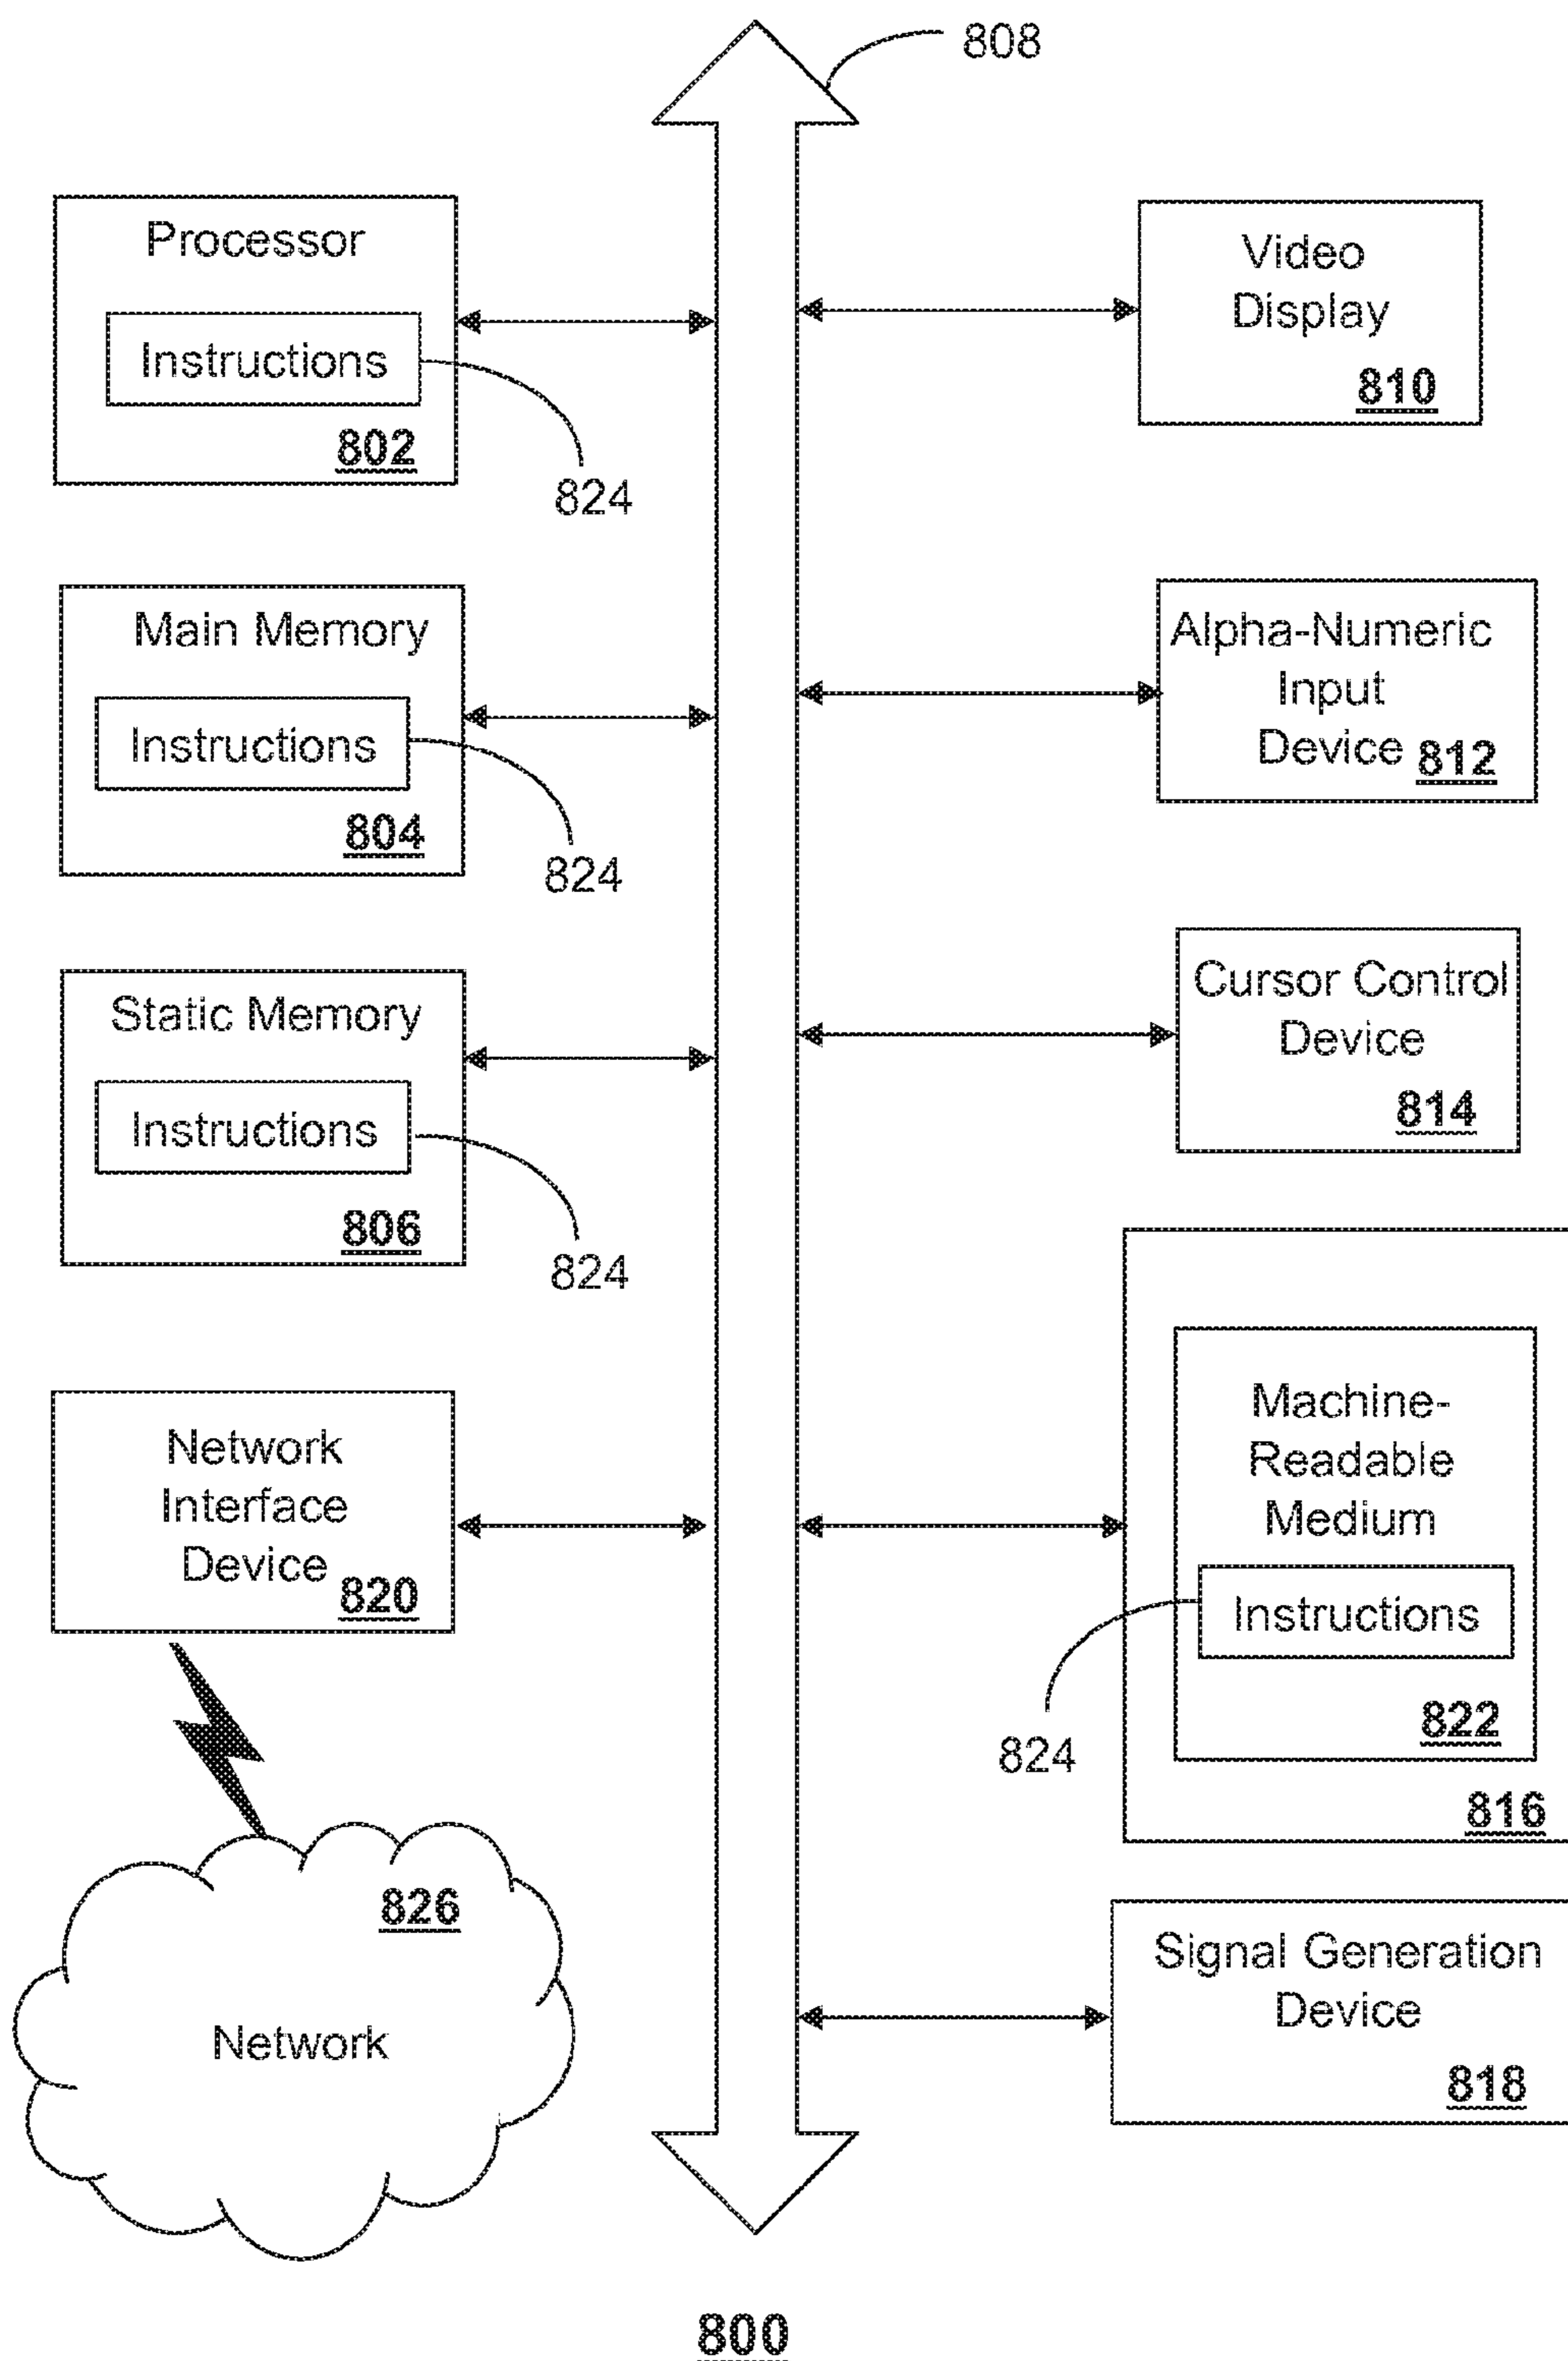 808
Processor
Instructions
802
824
Main Memory
Instructions
804
824
Static Memory
Instructions
806
824
Network
Interface
Device
820
826
Network
Video
Display
810
Alpha-Numeric
Input
Device
812
Cursor Control
Device
814
Machine-
Readable
Medium
Instructions
824
822
816
Signal Generation
Device
818
800